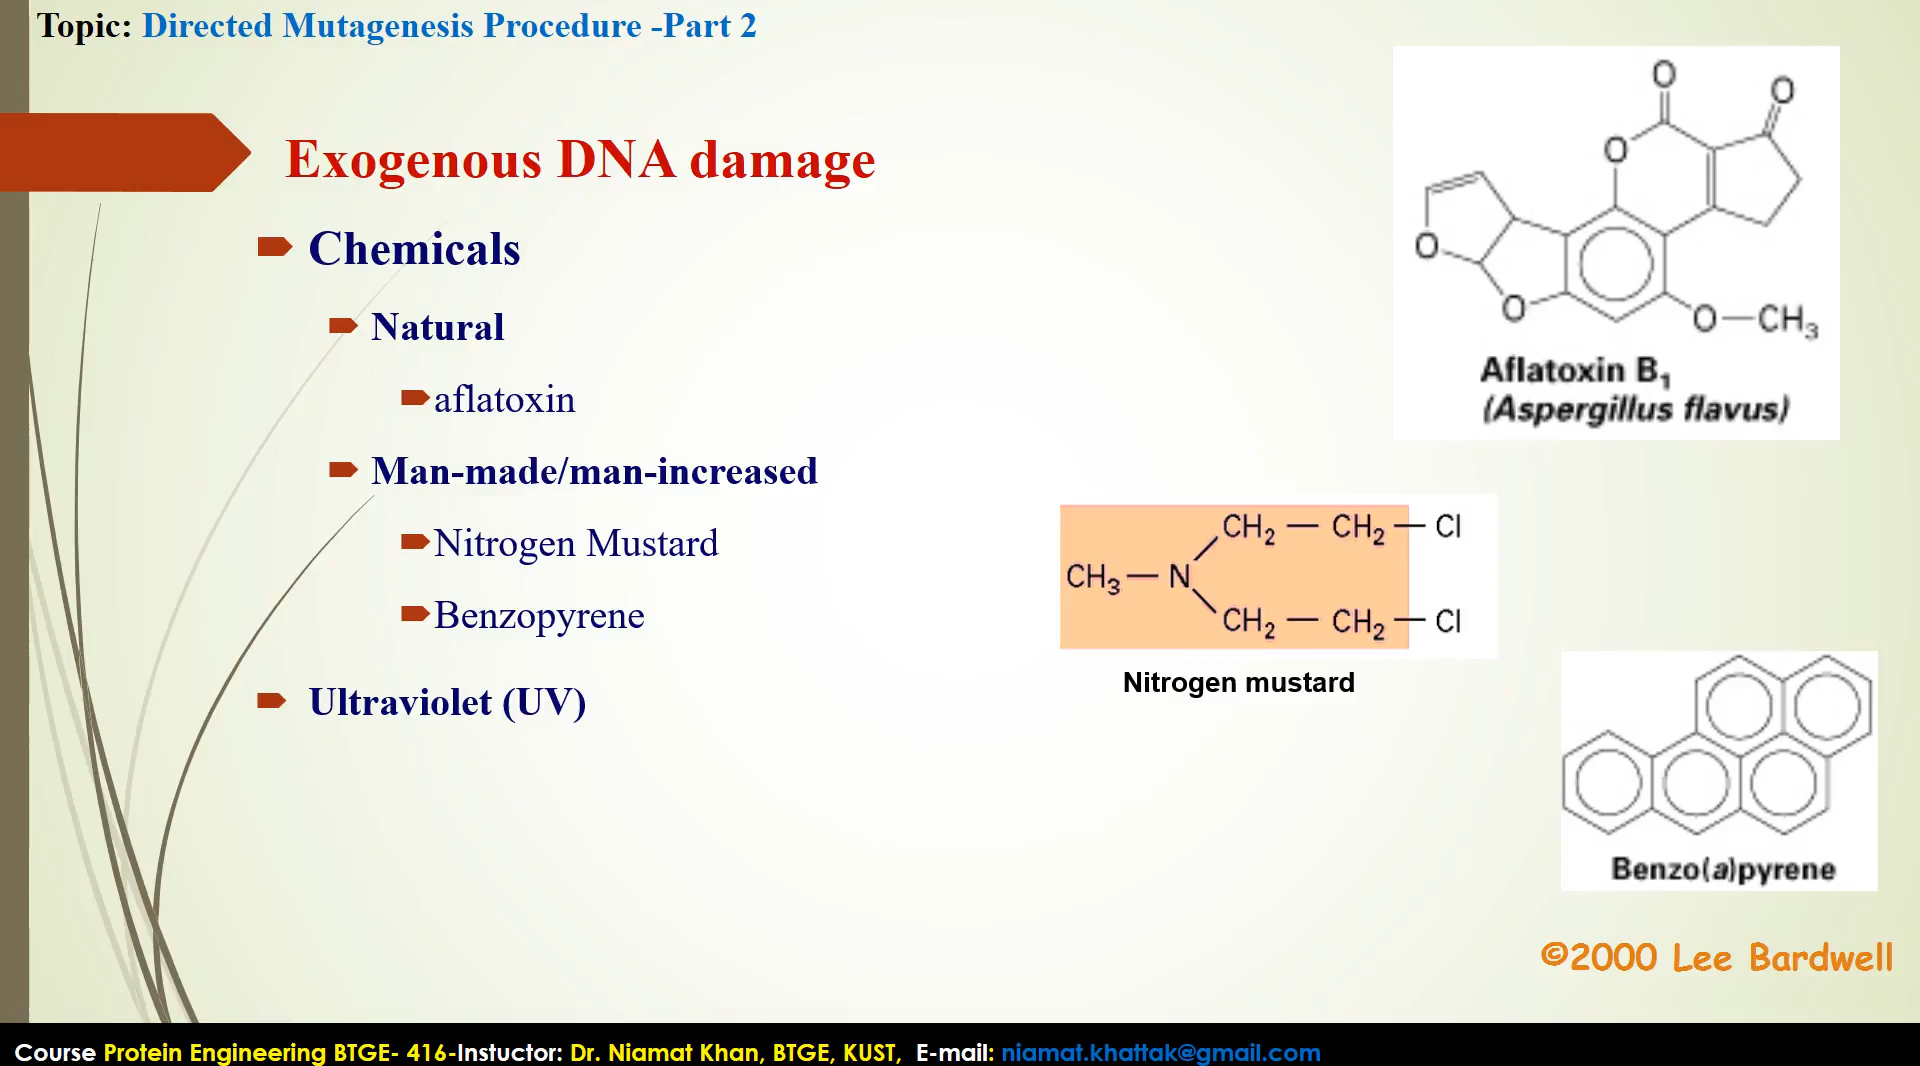 Topic: Directed Mutagenesis Procedure -Part 2
Exogenous DNA damage
Chemicals
Natural
aflatoxin
Man-made/man-increased
Nitrogen Mustard
Benzopyrene
Ultraviolet (UV)
O
O
O
O
O
O—CH₃
Aflatoxin B₁
(Aspergillus flavus)
CH₂ — CH₂ — Cl
CH₃ — N
CH₂ — CH₂ — Cl
Nitrogen mustard
Benzo(a)pyrene
©2000 Lee Bardwell
Course Protein Engineering BTGE- 416-Instuctor: Dr. Niamat Khan, BTGE, KUST, E-mail: niamat.khattak@gmail.com